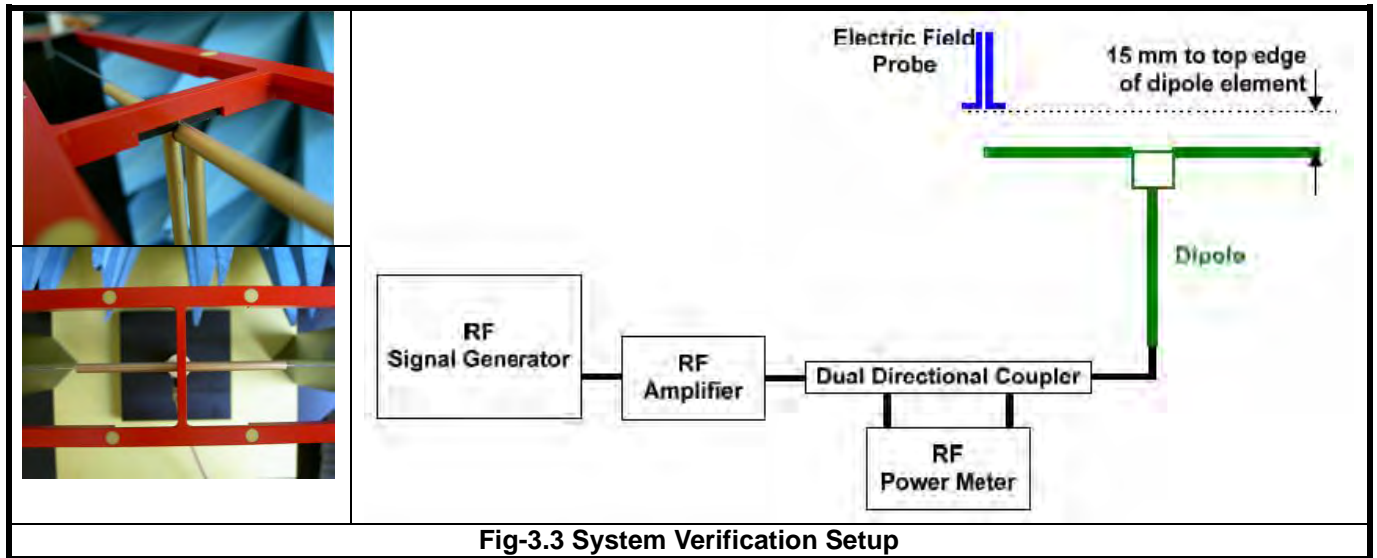 Electric Field
Probe
15 mm to top edge
of dipole element
Dipole
RF
Signal Generator
RF
Amplifier
Dual Directional Coupler
RF
Power Meter
Fig-3.3 System Verification Setup